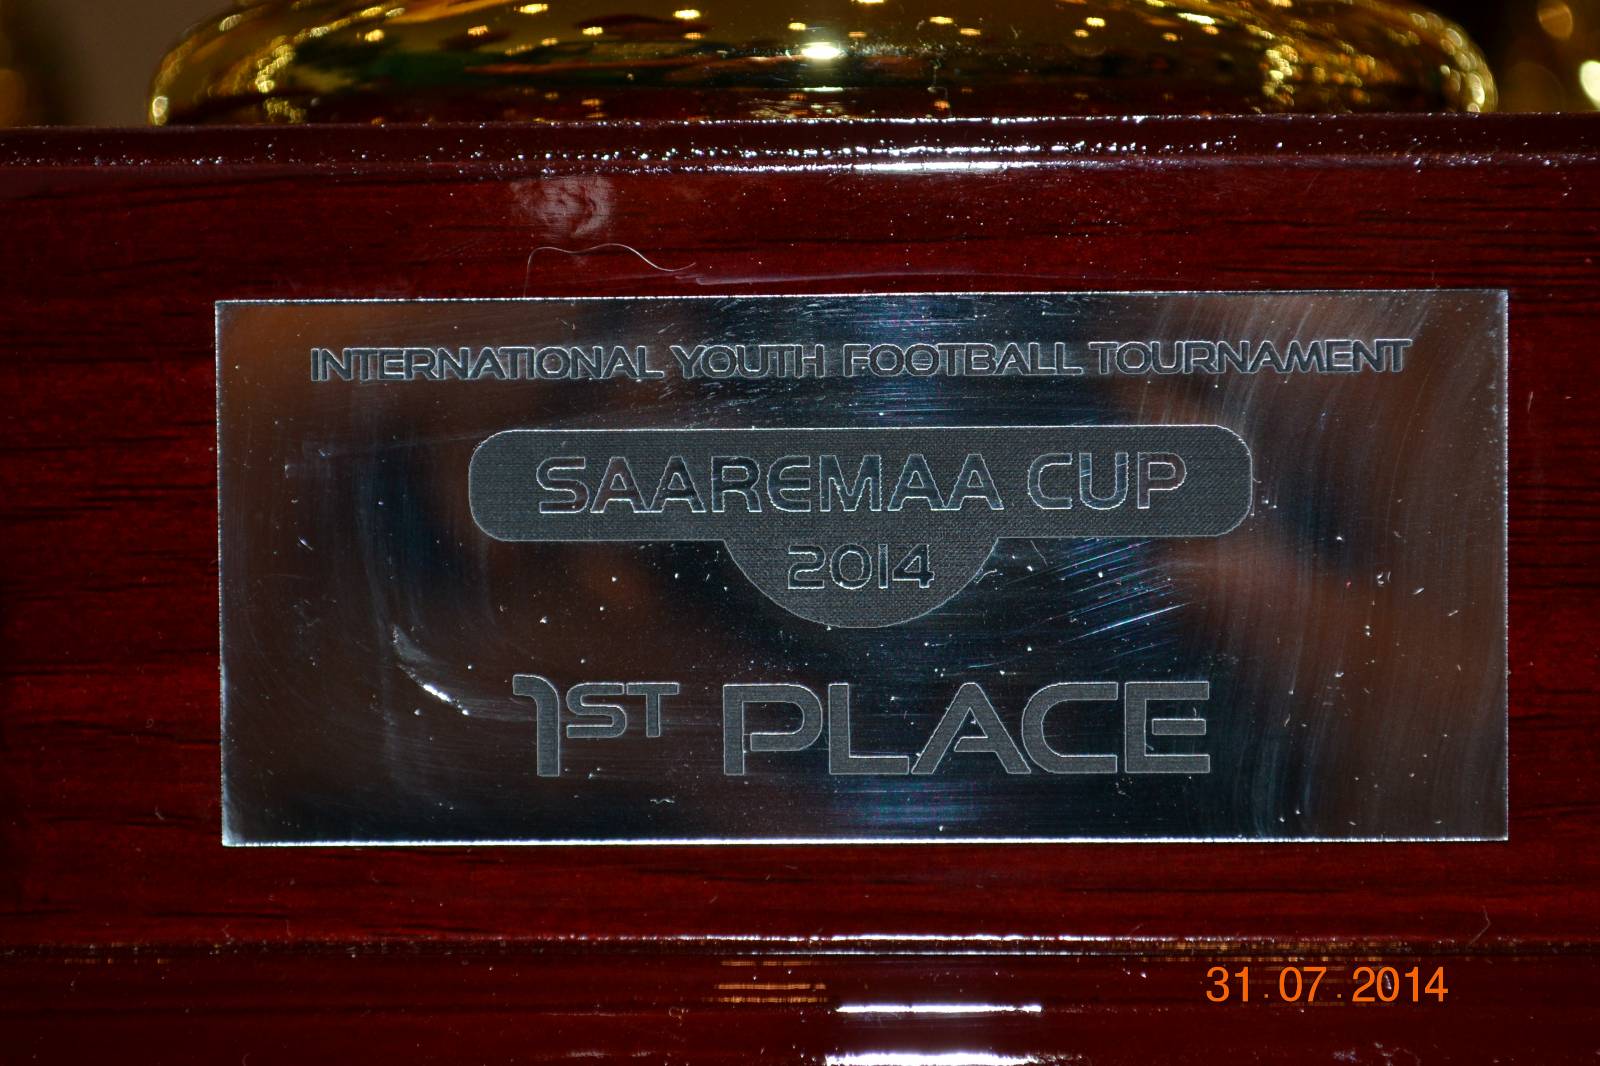 INTERNATIONAL YOUTH FOOTBALL TOURNAMENT
SAAREMAA CUP
2014
1ST PLACE
31.07.2014